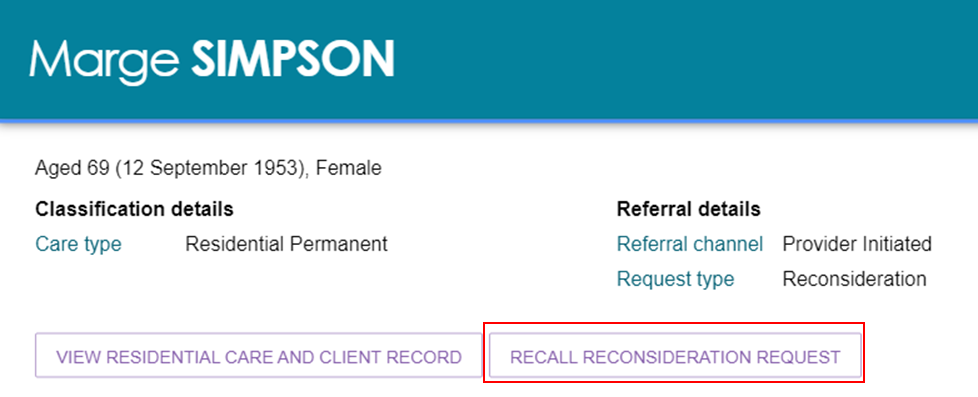 Marge SIMPSON
Aged 69 (12 September 1953), Female
Classification details
Care type Residential Permanent
Referral details
Referral channel Provider Initiated
Request type Reconsideration
VIEW RESIDENTIAL CARE AND CLIENT RECORD
RECALL RECONSIDERATION REQUEST